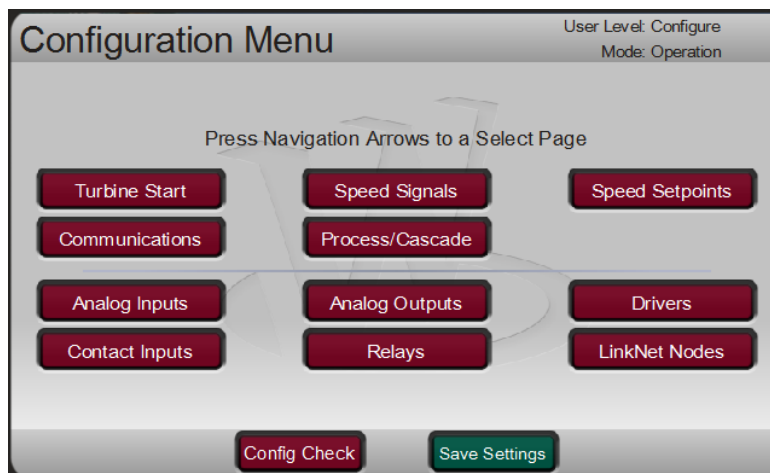 Configuration Menu
User Level: Configure
Mode: Operation
Press Navigation Arrows to a Select Page
Turbine Start
Speed Signals
Speed Setpoints
Communications
Process/Cascade
Analog Inputs
Analog Outputs
Drivers
Contact Inputs
Relays
LinkNet Nodes
Config Check
Save Settings